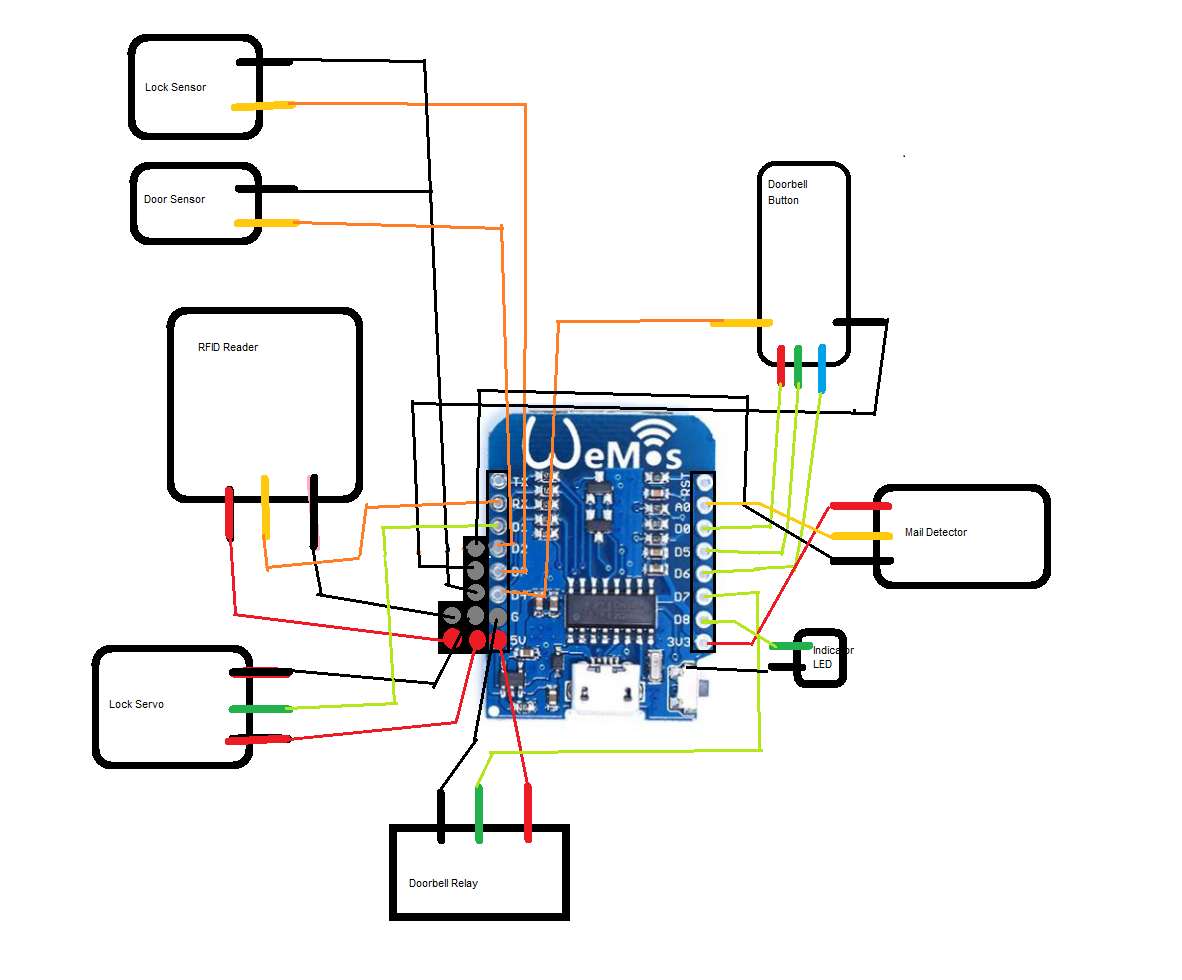 Lock Sensor
Door Sensor
Doorbell
Button
RFID Reader
WeMos
TX
RX
D1
D2
D4
G
5V
RST
A0
D0
D5
D6
D7
D8
3V3
Mail Detector
Indicator
LED
Lock Servo
Doorbell Relay